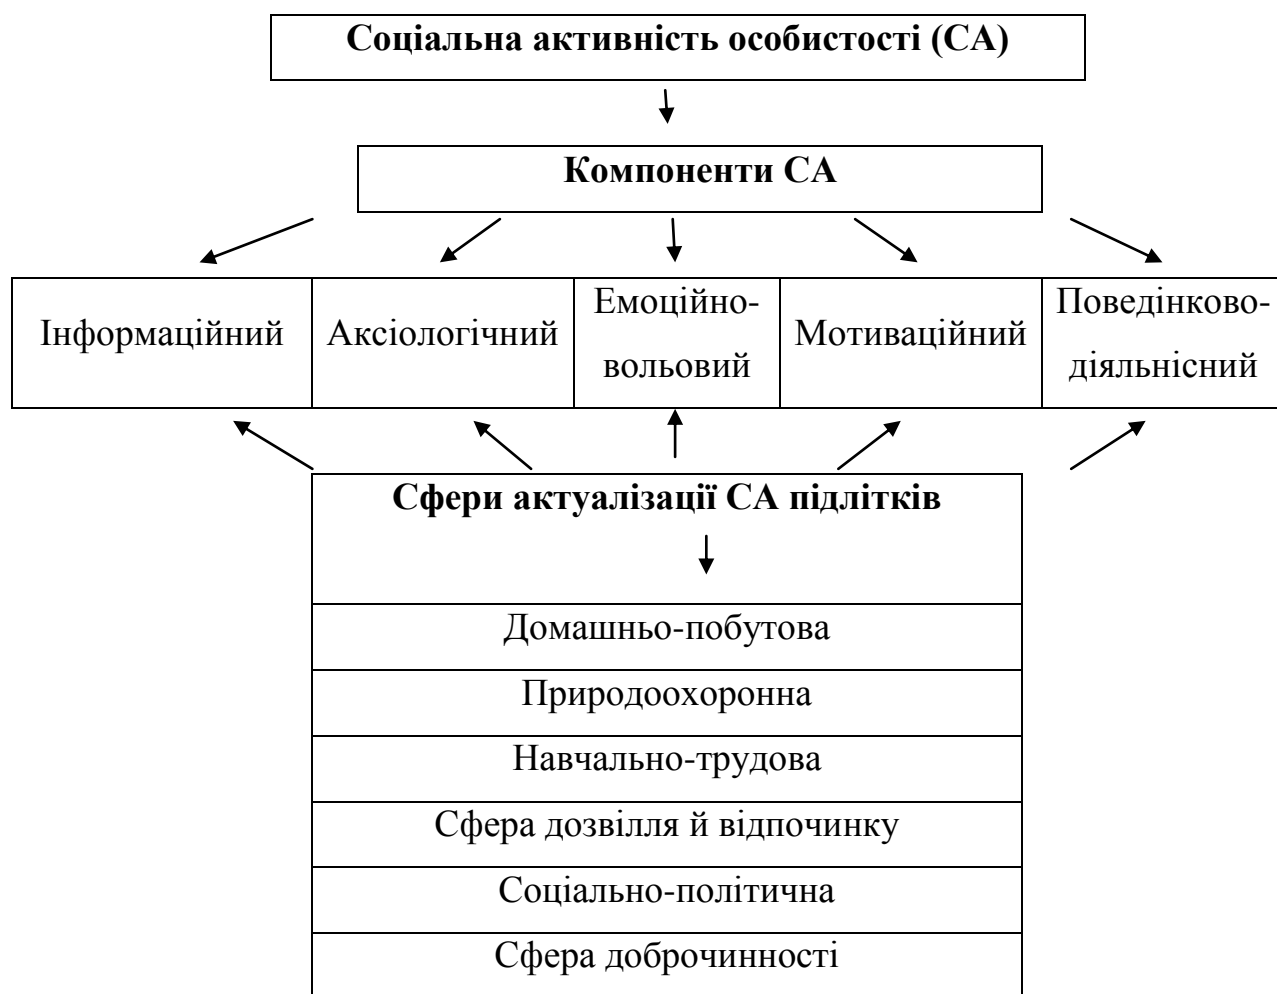 Соціальна активність особистості (СА)
Компоненти СА
Інформаційний
Аксіологічний
Емоційно-
вольовий
Мотиваційний
Поведінково-
діяльнісний
Сфери актуалізації СА підлітків
Домашньо-побутова
Природоохоронна
Навчально-трудова
Сфера дозвілля й відпочинку
Соціально-політична
Сфера доброчинності